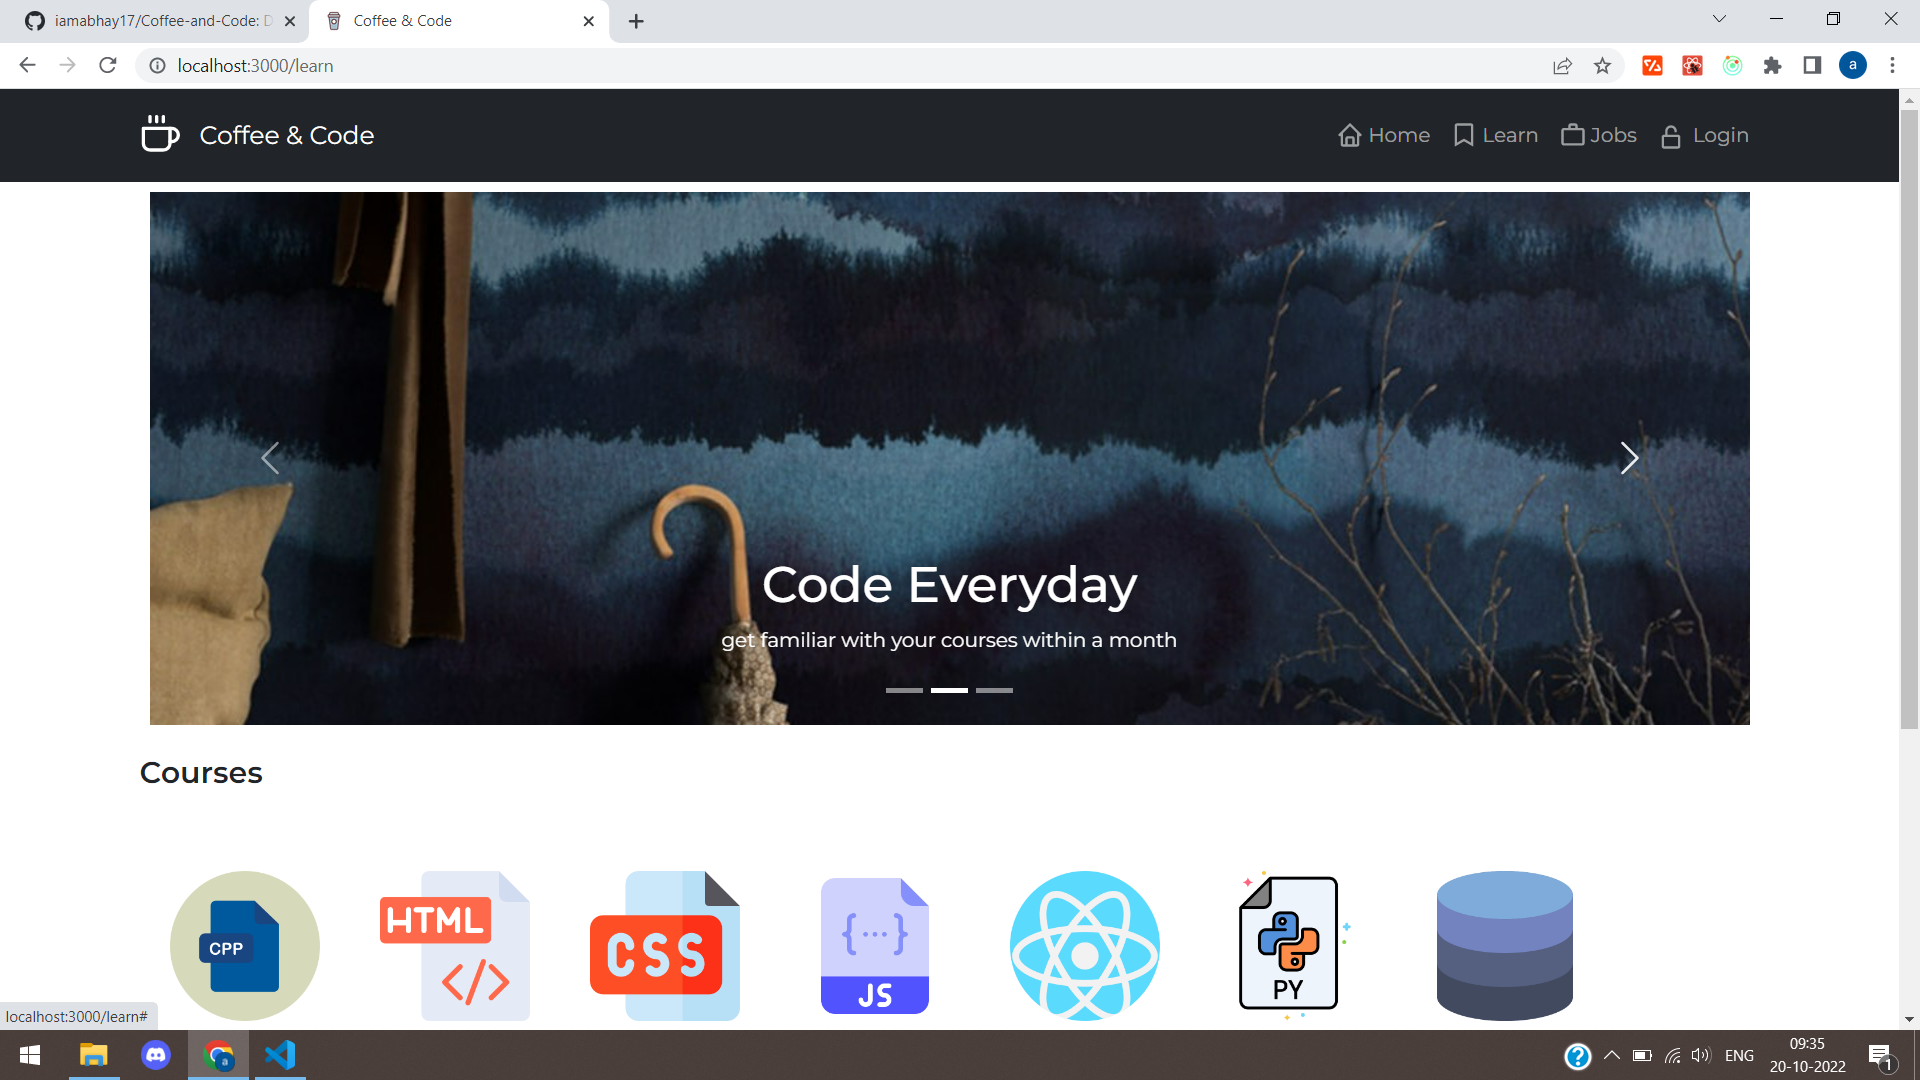 iamabhay17/Coffee-and-Code: D
Coffee & Code
localhost:3000/learn
a
Coffee & Code
Home
Learn
Jobs
Login
Code Everyday
get familiar with your courses within a month
Courses
CPP
HTML
</>
CSS
{...}
JS
PY
localhost:3000/learn#
a
?
ENG
09:35
20-10-2022
1